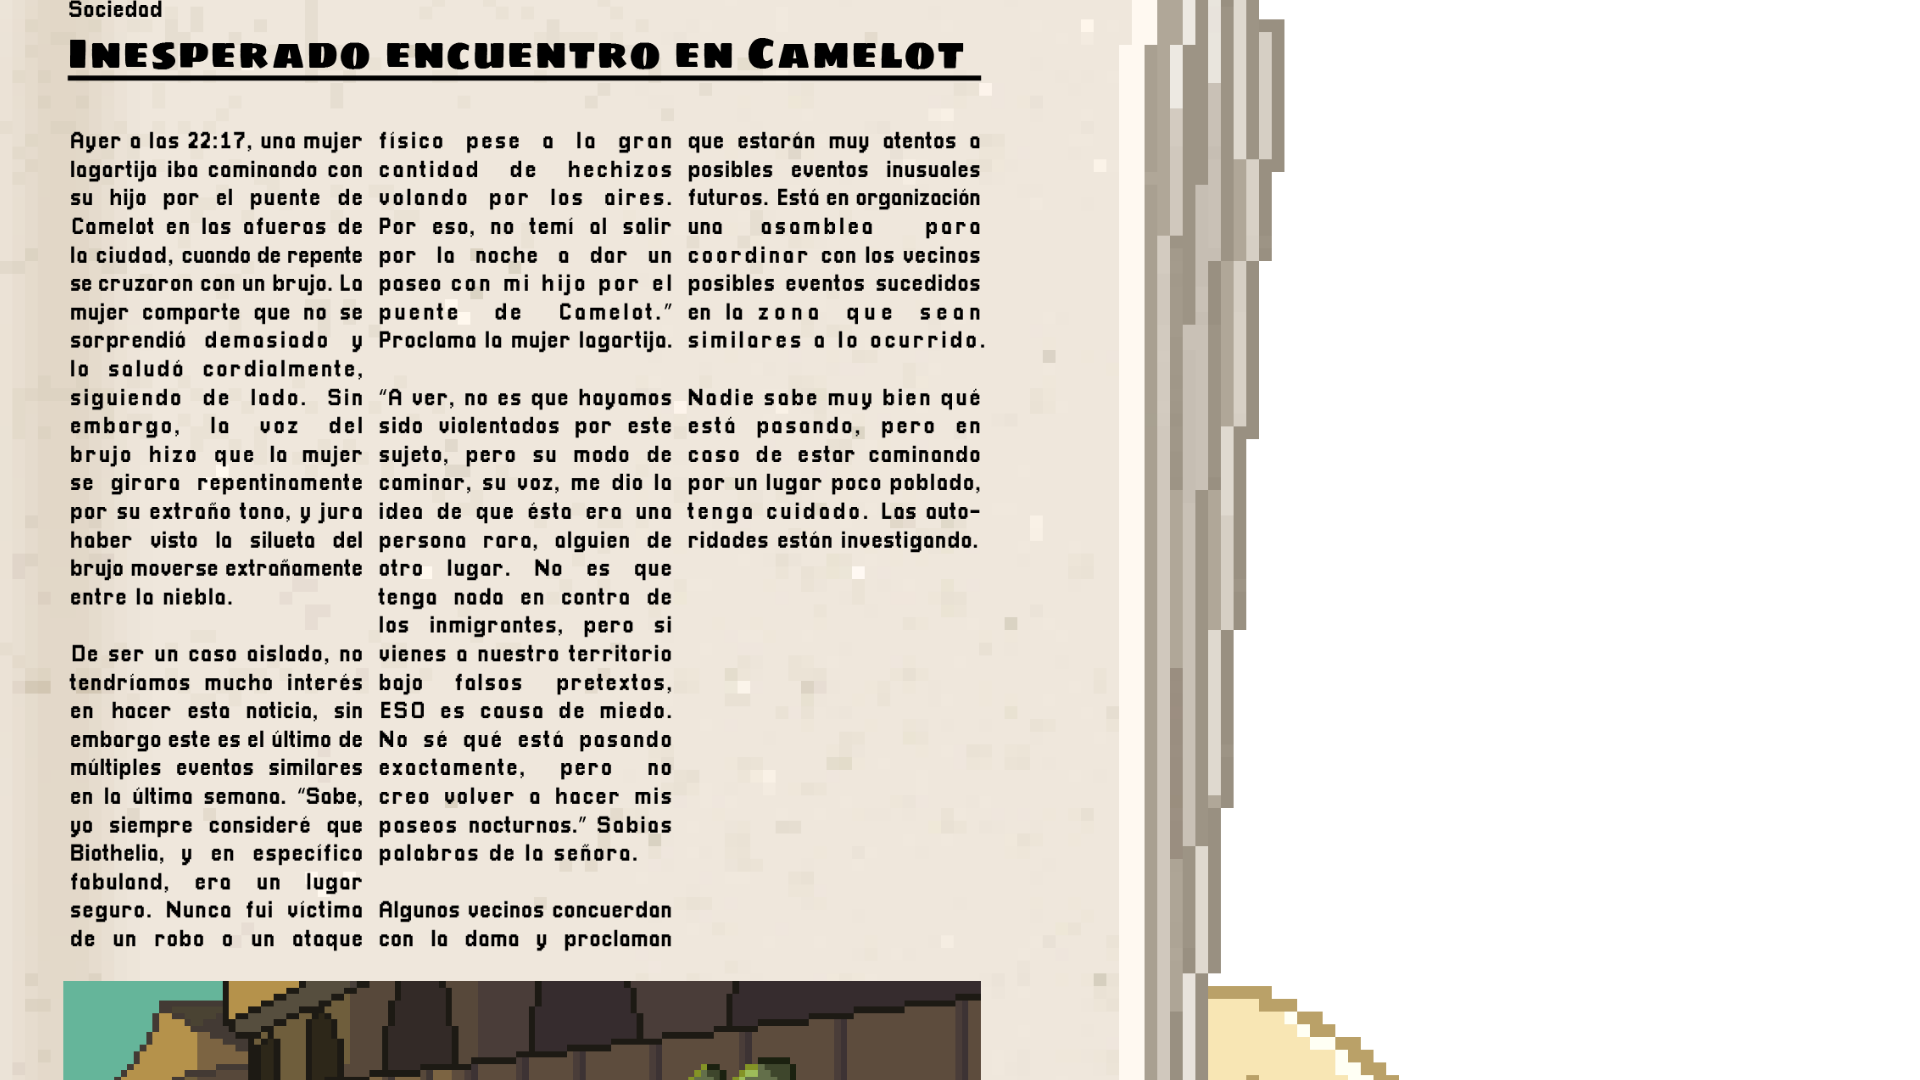 Sociedad
Inesperado encuentro en Camelot
Ayer a las 22:17, una mujer
lagartija iba caminando con
su hijo por el puente de
Camelot en las afueras de
la ciudad, cuando de repente
se cruzaron con un brujo. La
mujer comparte que no se
sorprendió demasiado y
lo saludó cordialmente,
siguiendo de lado. Sin
embargo, la voz del
brujo hizo que la mujer
se girara repentinamente
por su extraño tono, y jura
haber visto la silueta del
brujo moverse extrañamente
entre la niebla.
De ser un caso aislado, no
tendríamos mucho interés
en hacer esta noticia, sin
embargo este es el último de
múltiples eventos similares
en la última semana. "Sabe,
yo siempre consideré que
Biothelia, y en específico
fabuland, era un lugar
seguro. Nunca fui víctima
de un robo o un ataque
físico pese a la gran
cantidad de hechizos
volando por los aires.
Por eso, no temí al salir
por la noche a dar un
paseo con mi hijo por el
puente de Camelot."
Proclama la mujer lagartija.
"A ver, no es que hayamos
sido violentados por este
sujeto, pero su modo de
caminar, su voz, me dio la
idea de que ésta era una
persona rara, alguien de
otro lugar. No es que
tenga nada en contra de
los inmigrantes, pero si
vienes a nuestro territorio
bajo falsos pretextos,
ESO es causa de miedo.
No sé qué está pasando
exactamente, pero no
creo volver a hacer mis
paseos nocturnos." Sabias
palabras de la señora.
Algunos vecinos concuerdan
con la dama y proclaman
que estarán muy atentos a
posibles eventos inusuales
futuros. Está en organización
una asamblea para
coordinar con los vecinos
posibles eventos sucedidos
en la zona que sean
similares a lo ocurrido.
Nadie sabe muy bien qué
está pasando, pero en
caso de estar caminando
por un lugar poco poblado,
tenga cuidado. Las auto-
ridades están investigando.